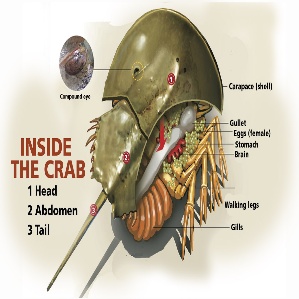 Compound eye
1
Carapace (shell)
Gullet
Eggs (female)
Stomach
Brain
INSIDE
THE CRAB
1 Head
2 Abdomen
3 Tail
2
3
Walking legs
Gills